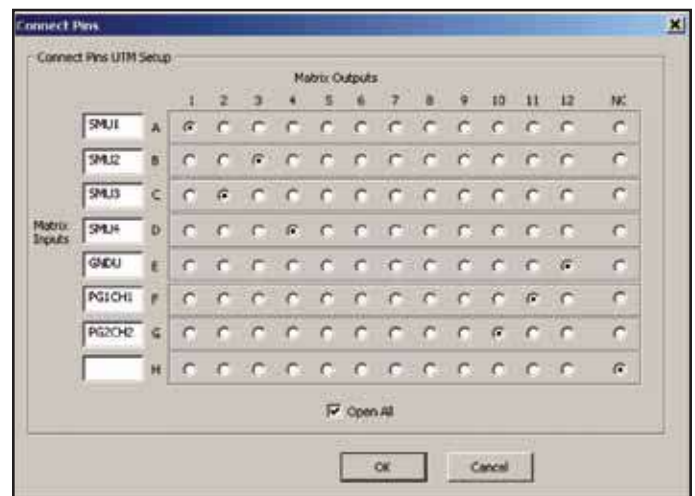 Connect Pins
Connect Pins UTM Setup
Matrix Outputs
1 2 3 4 5 6 7 8 9 10 11 12 NC
SMU1 A
SMU2 B
SMU3 C
Matrix Inputs
SMU4 D
GNDU E
PG1CH1 F
PG2CH2 G
H
Open All
OK Cancel